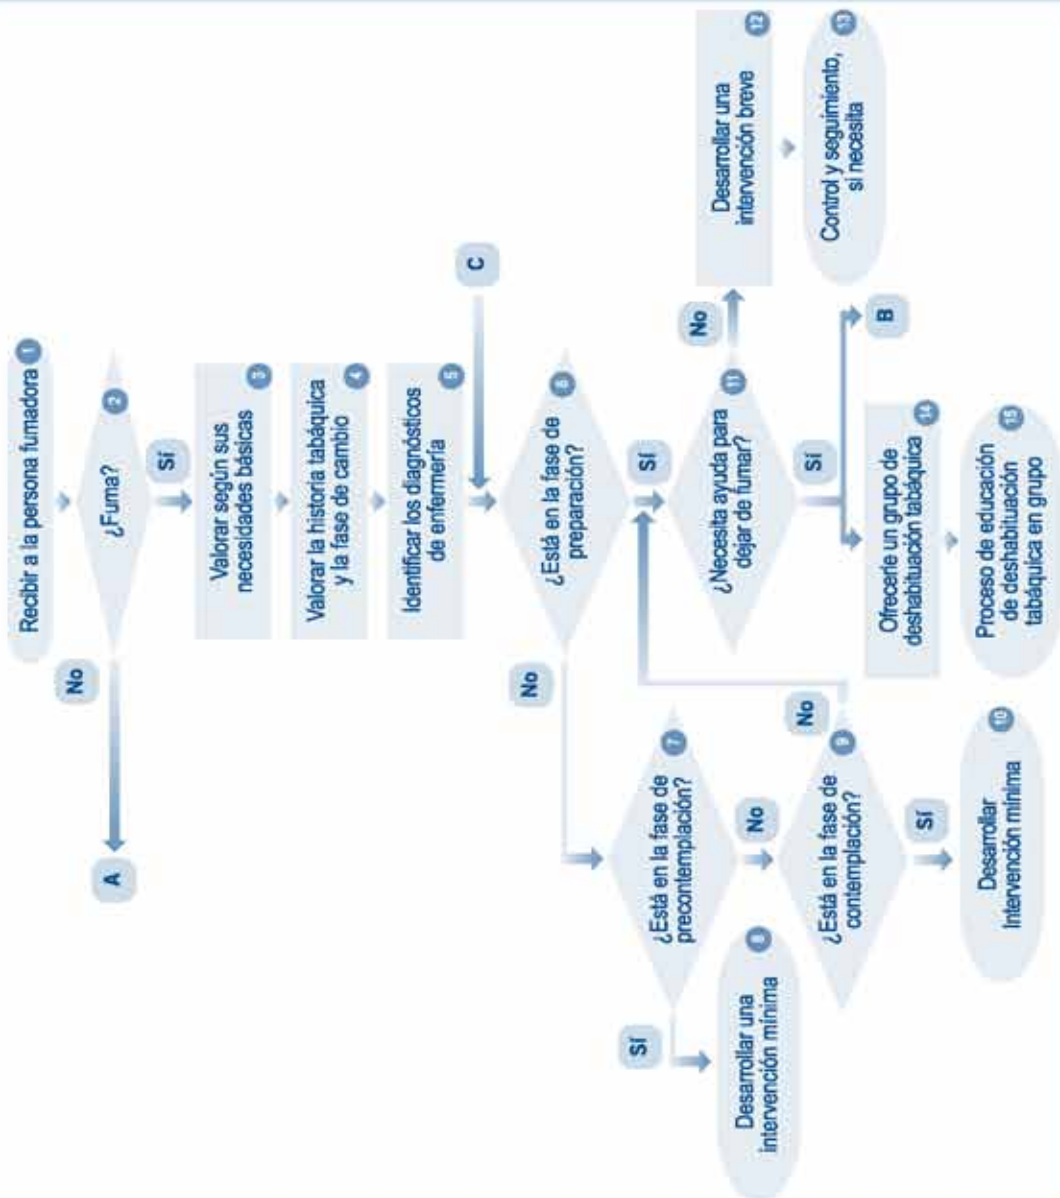 Recibir a la persona fumadora
1
¿Fuma?
2
No
A
Sí
Valorar según sus
necesidades básicas
3
Valorar la historia tabáquica
y la fase de cambio
4
Identificar los diagnósticos
de enfermería
5
C
¿Está en la fase de
preparación?
6
No
Sí
¿Está en la fase de
precontemplación?
7
Sí
Desarrollar una
intervención mínima
8
No
¿Está en la fase de
contemplación?
9
No
Sí
Desarrollar
Intervención mínima
10
¿Necesita ayuda para
dejar de fumar?
11
No
Desarrollar una
intervención breve
12
Control y seguimiento,
si necesita
13
Sí
B
Ofrecerle un grupo de
deshabituación tabáquica
14
Proceso de educación
de deshabituación
tabáquica en grupo
15